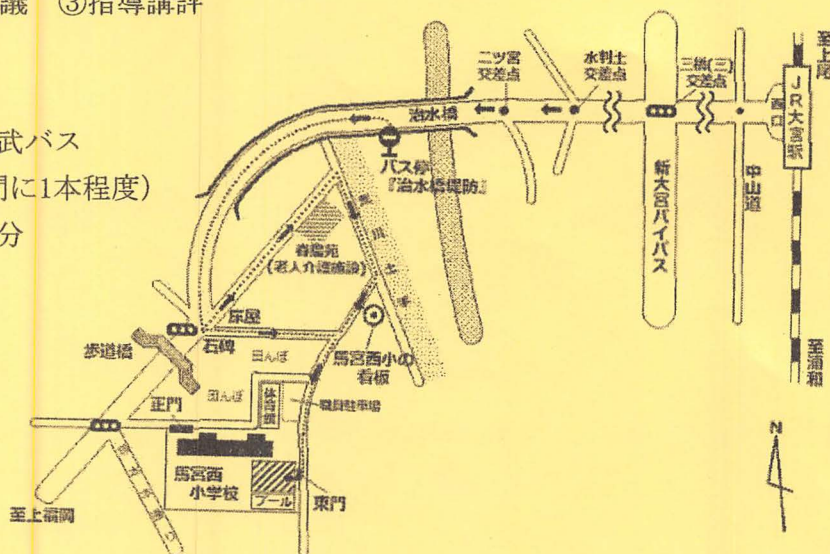 議 ③指導講評
武バス
間に1本程度)
分
至上尾
JR大宮駅
西口
中山道
三橋(三)
交差点
新大宮バイパス
水判土
交差点
二ツ宮
交差点
治水橋
バス停
『治水橋堤防』
春陽苑
(老人介護施設)
床屋
石碑
歩道橋
田んぼ
田んぼ
馬宮西小の
看板
体育館
職員駐車場
正門
馬宮西
小学校
プール
東門
至上福岡
至浦和
N